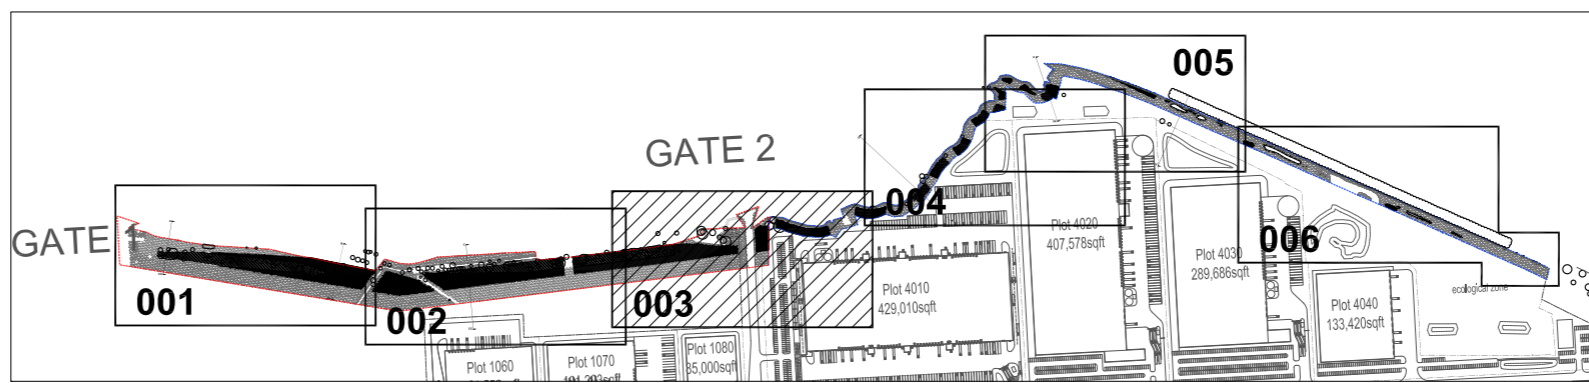 005
GATE 2
004
Plot 4020
407,578sqft
GATE 1
Plot 4030
289,686sqft
006
Plot 4010
429,010sqft
ecological zone
001
003
002
Plot 4040
133,420sqft
Plot 1080
85,000sqft
Plot 1060
Plot 1070